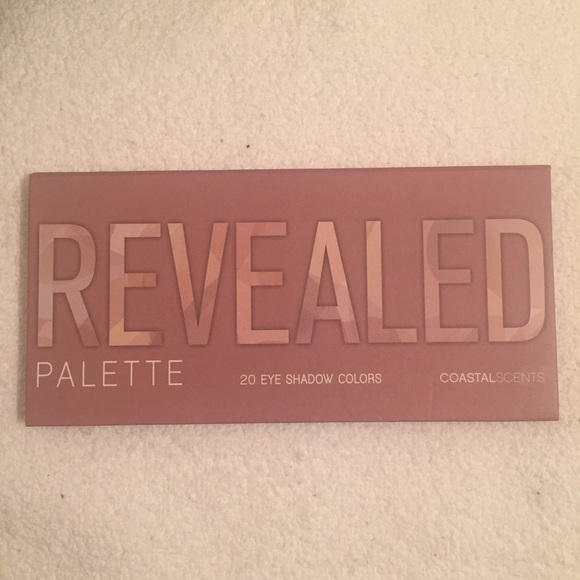 REVEALED
PALETTE
20 EYE SHADOW COLORS
COASTALSCENTS